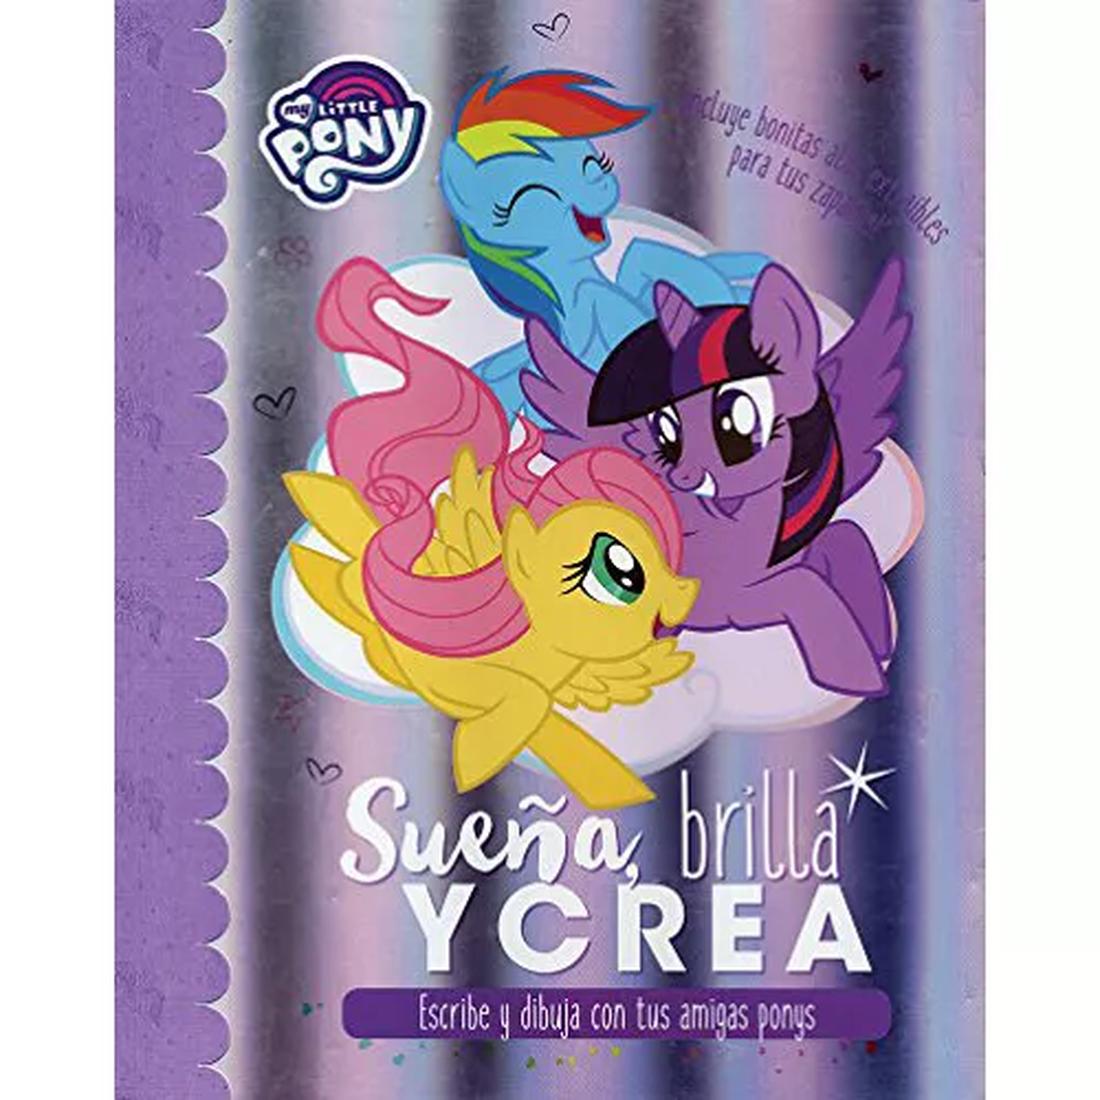 my LITTLE
PONY
Incluye bonitas
para tus
Sueña, brilla
Y CREA
Escribe y dibuja con tus amigas ponys